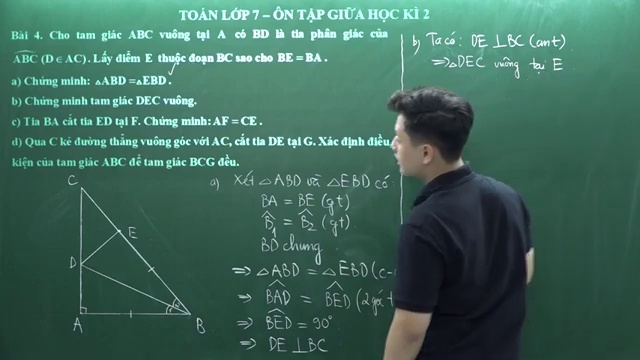 TOÁN LỚP 7 – ÔN TẬP GIỮA HỌC KÌ 2
Bài 4. Cho tam giác ABC vuông tại A có BD là tia phân giác của
ABC (D ∈ AC). Lấy điểm E thuộc đoạn BC sao cho BE = BA.
a) Chứng minh: △ABD = △EBD.
b) Chứng minh tam giác DEC vuông.
c) Tia BA cắt tia ED tại F. Chứng minh: AF = CE.
d) Qua C kẻ đường thẳng vuông góc với AC, cắt tia DE tại G. Xác định điều
kiện của tam giác ABC để tam giác BCG đều.
C
E
D
A
B
a) Xét △ABD và △EBD có
BA = BE (gt)
B̂1 = B̂2 (gt)
BD chung
⇒ △ABD = △EBD (c-
⇒ BAD = BED (2 góc t
⇒ BED = 90°
⇒ DE ⊥ BC
b) Ta có: DE ⊥ BC (cmt)
⇒ △DEC vuông tại E